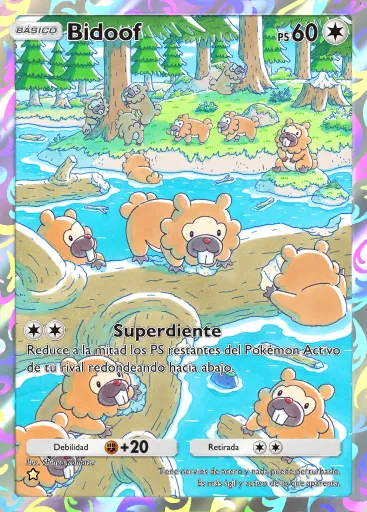 BÁSICO Bidoof PS 60
Superdiente
Reduce a la mitad los PS restantes del Pokémon Activo
de tu rival redondeando hacia abajo.
Debilidad +20 Retirada
Ilus.
Tiene nervios de acero y nada puede perturbarlo.
Es más ágil y activo de lo que aparenta.